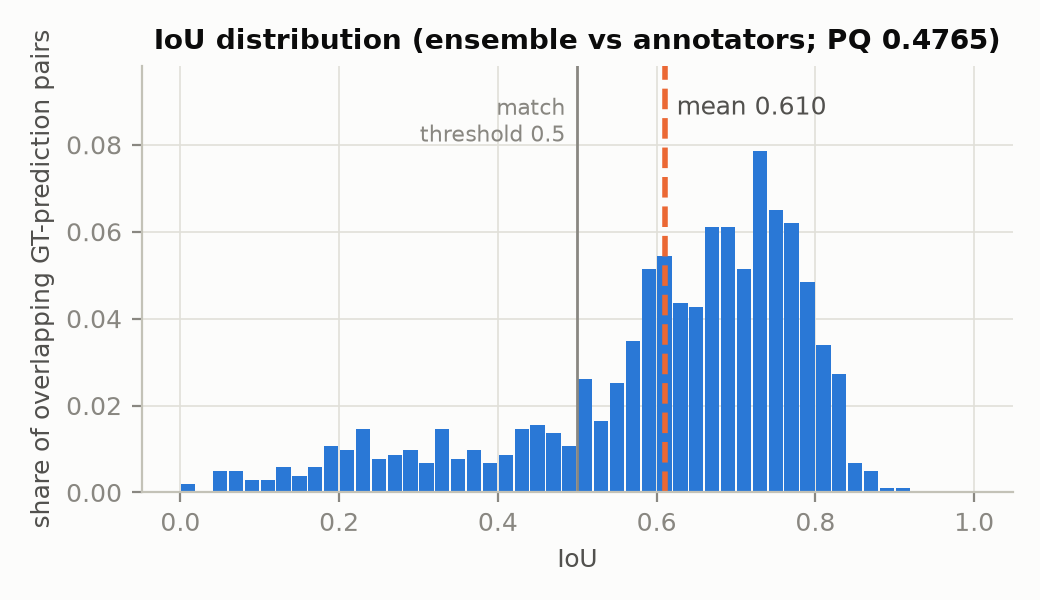 IoU distribution (ensemble vs annotators; PQ 0.4765)
share of overlapping GT-prediction pairs
match
threshold 0.5
mean 0.610
0.08
0.06
0.04
0.02
0.00
0.0 0.2 0.4 0.6 0.8 1.0
IoU